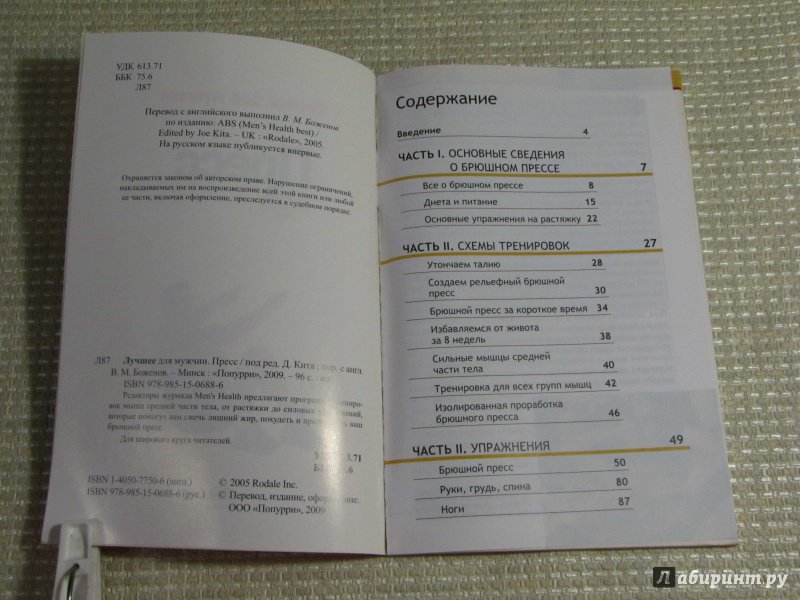 УДК 613.71
ББК 75.6
Л87
Перевод с английского выполнил В. М. Боженов
по изданию: ABS (Men's Health best) /
Edited by Joe Kita. – UK : «Rodale», 2005.
На русском языке публикуется впервые.
Охраняется законом об авторском праве. Нарушение ограничений,
накладываемых им на воспроизведение всей этой книги или любой
ее части, включая оформление, преследуется в судебном порядке.
Л87 Лучшее для мужчин. Пресс / под ред. Д. Кита ; пер. с англ.
В. М. Боженов. – Минск : «Попурри», 2009. – 96 с.
ISBN 978-985-15-0688-6
Редакторы журнала Men's Health предлагают
мышц средней части тела, от растяжки до силовых
которые помогут вам сжечь лишний жир, похудеть и ваш
брюшной пресс.
Для широкого круга читателей.
3.71
.6
ISBN 1-4050-7750-6 (англ.)
ISBN 978-985-15-0688-6 (рус.)
© 2005 Rodale Inc.
© Перевод, издание,
ООО «Попурри», 2009
Содержание
Введение 4
ЧАСТЬ I. ОСНОВНЫЕ СВЕДЕНИЯ
О БРЮШНОМ ПРЕССЕ 7
Все о брюшном прессе 8
Диета и питание 15
Основные упражнения на растяжку 22
ЧАСТЬ II. СХЕМЫ ТРЕНИРОВОК 27
Утончаем талию 28
Создаем рельефный брюшной
пресс 30
Брюшной пресс за короткое время 34
Избавляемся от живота
за 8 недель 38
Сильные мышцы средней
части тела 40
Тренировка для всех групп мышц 42
Изолированная проработка
брюшного пресса 46
ЧАСТЬ II. УПРАЖНЕНИЯ 49
Брюшной пресс 50
Руки, грудь, спина 80
Ноги 87
Лабиринт.ру